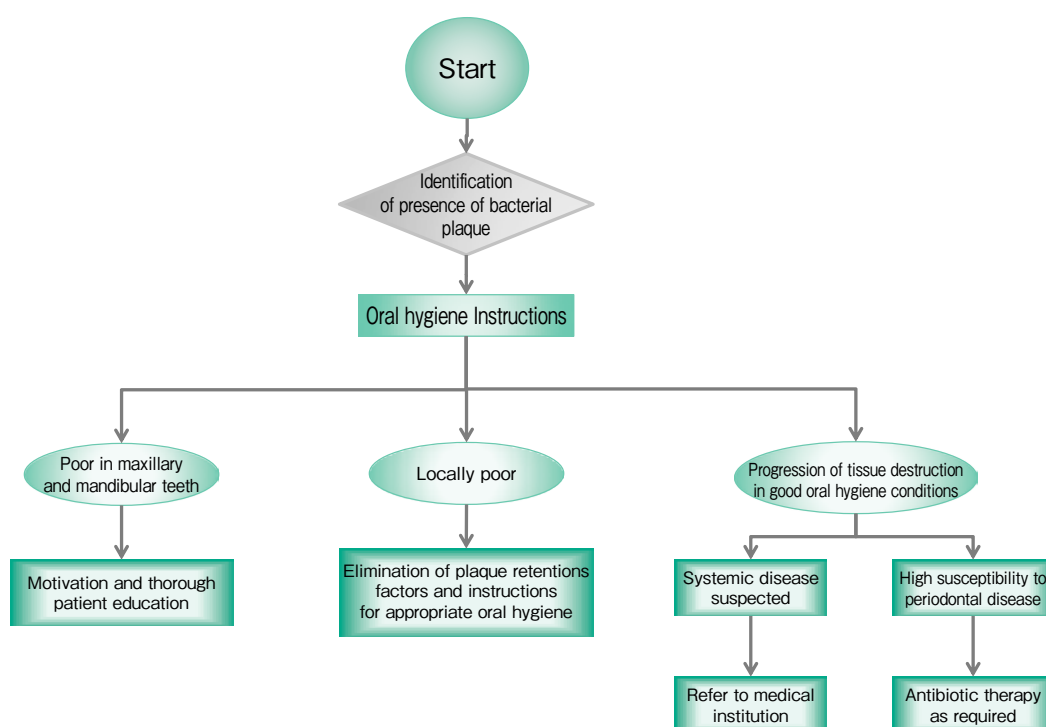 Start
Identification
of presence of bacterial
plaque
Oral hygiene Instructions
Poor in maxillary
and mandibular teeth
Locally poor
Progression of tissue destruction
in good oral hygiene conditions
Motivation and thorough
patient education
Elimination of plaque retentions
factors and instructions
for appropriate oral hygiene
Systemic disease
suspected
High susceptibility to
periodontal disease
Refer to medical
institution
Antibiotic therapy
as required